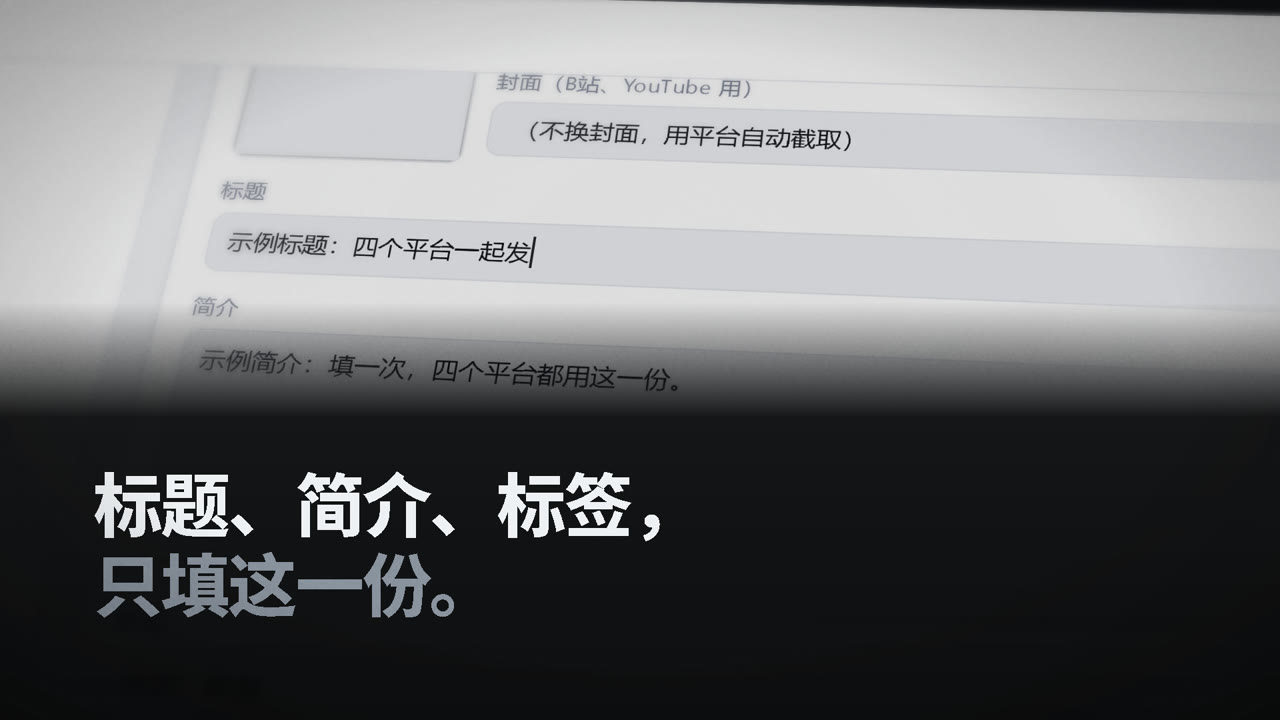 封面（B站、YouTube 用）
（不换封面，用平台自动截取）
标题
示例标题：四个平台一起发
简介
示例简介：填一次，四个平台都用这一份。
标题、简介、标签，
只填这一份。